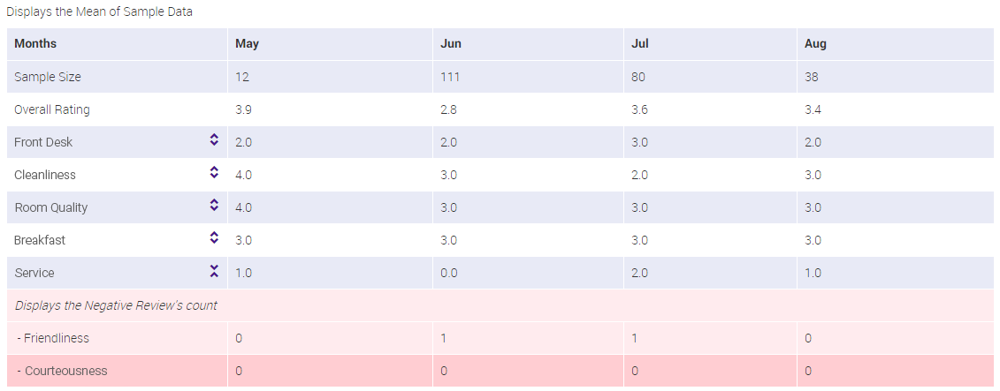 Displays the Mean of Sample Data
Months May Jun Jul Aug
Sample Size 12 111 80 38
Overall Rating 3.9 2.8 3.6 3.4
Front Desk 2.0 2.0 3.0 2.0
Cleanliness 4.0 3.0 2.0 3.0
Room Quality 4.0 3.0 3.0 3.0
Breakfast 3.0 3.0 3.0 3.0
Service 1.0 0.0 2.0 1.0
Displays the Negative Review's count
- Friendliness 0 1 1 0
- Courteousness 0 0 0 0